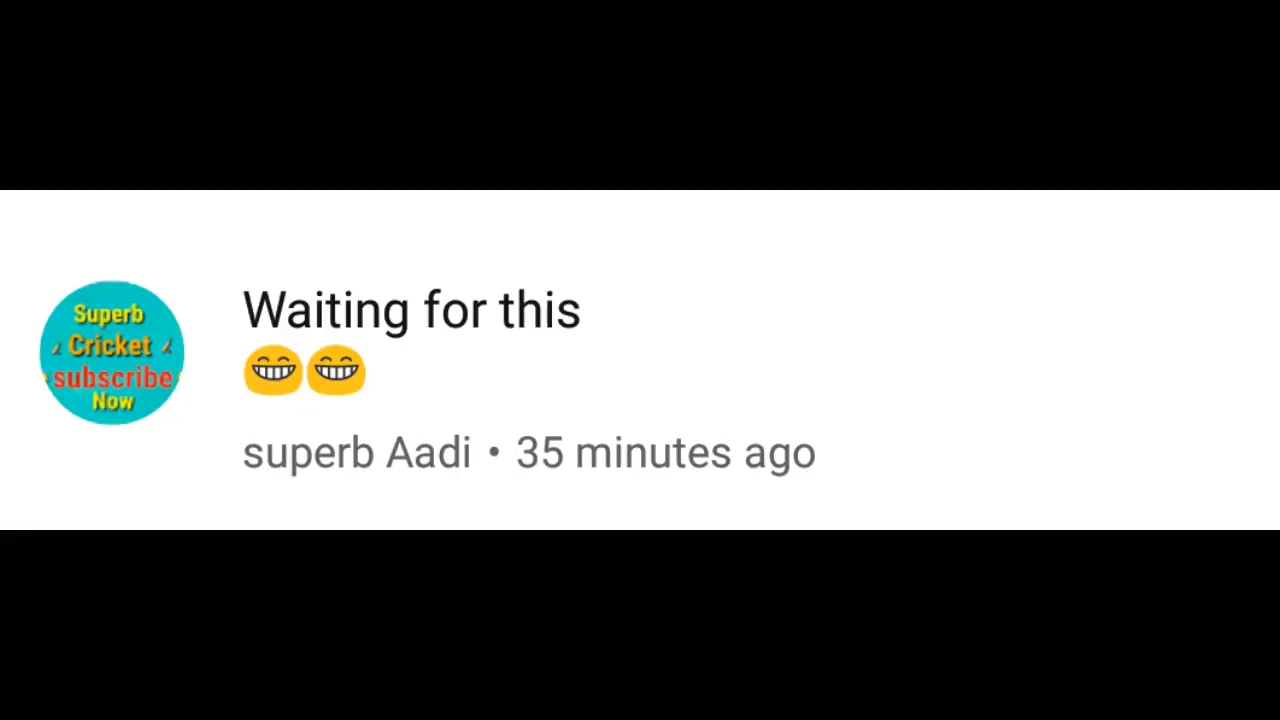 Superb
Cricket
subscribe
Now
Waiting for this
😁😁
superb Aadi • 35 minutes ago